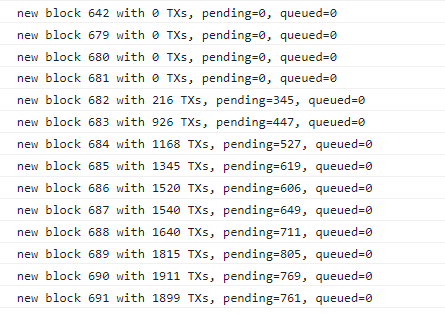 new block 642 with 0 TXs, pending=0, queued=0
new block 679 with 0 TXs, pending=0, queued=0
new block 680 with 0 TXs, pending=0, queued=0
new block 681 with 0 TXs, pending=0, queued=0
new block 682 with 216 TXs, pending=345, queued=0
new block 683 with 926 TXs, pending=447, queued=0
new block 684 with 1168 TXs, pending=527, queued=0
new block 685 with 1345 TXs, pending=619, queued=0
new block 686 with 1520 TXs, pending=606, queued=0
new block 687 with 1540 TXs, pending=649, queued=0
new block 688 with 1640 TXs, pending=711, queued=0
new block 689 with 1815 TXs, pending=805, queued=0
new block 690 with 1911 TXs, pending=769, queued=0
new block 691 with 1899 TXs, pending=761, queued=0